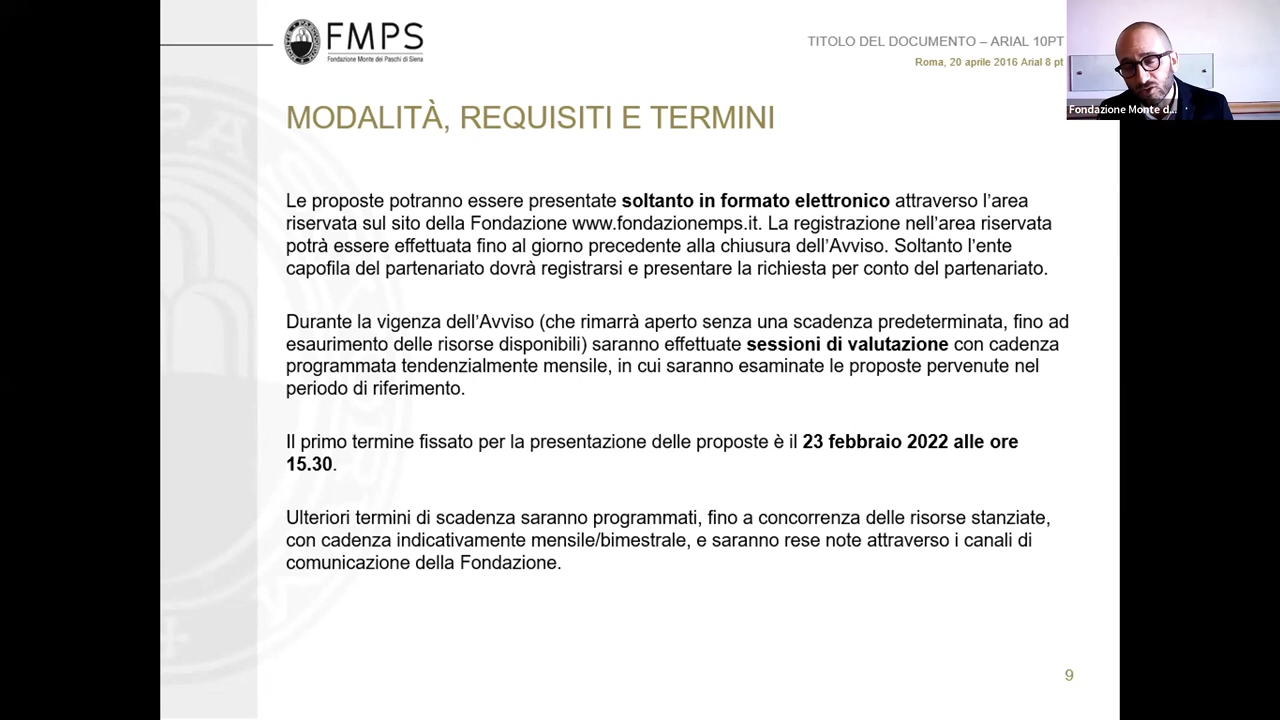 FMPS
Fondazione Monte dei Paschi di Siena
TITOLO DEL DOCUMENTO – ARIAL 10PT
Roma, 20 aprile 2016 Arial 8 pt
Fondazione Monte d...
MODALITÀ, REQUISITI E TERMINI
Le proposte potranno essere presentate soltanto in formato elettronico attraverso l'area
riservata sul sito della Fondazione www.fondazionemps.it. La registrazione nell'area riservata
potrà essere effettuata fino al giorno precedente alla chiusura dell'Avviso. Soltanto l'ente
capofila del partenariato dovrà registrarsi e presentare la richiesta per conto del partenariato.
Durante la vigenza dell'Avviso (che rimarrà aperto senza una scadenza predeterminata, fino ad
esaurimento delle risorse disponibili) saranno effettuate sessioni di valutazione con cadenza
programmata tendenzialmente mensile, in cui saranno esaminate le proposte pervenute nel
periodo di riferimento.
Il primo termine fissato per la presentazione delle proposte è il 23 febbraio 2022 alle ore
15.30.
Ulteriori termini di scadenza saranno programmati, fino a concorrenza delle risorse stanziate,
con cadenza indicativamente mensile/bimestrale, e saranno rese note attraverso i canali di
comunicazione della Fondazione.
9